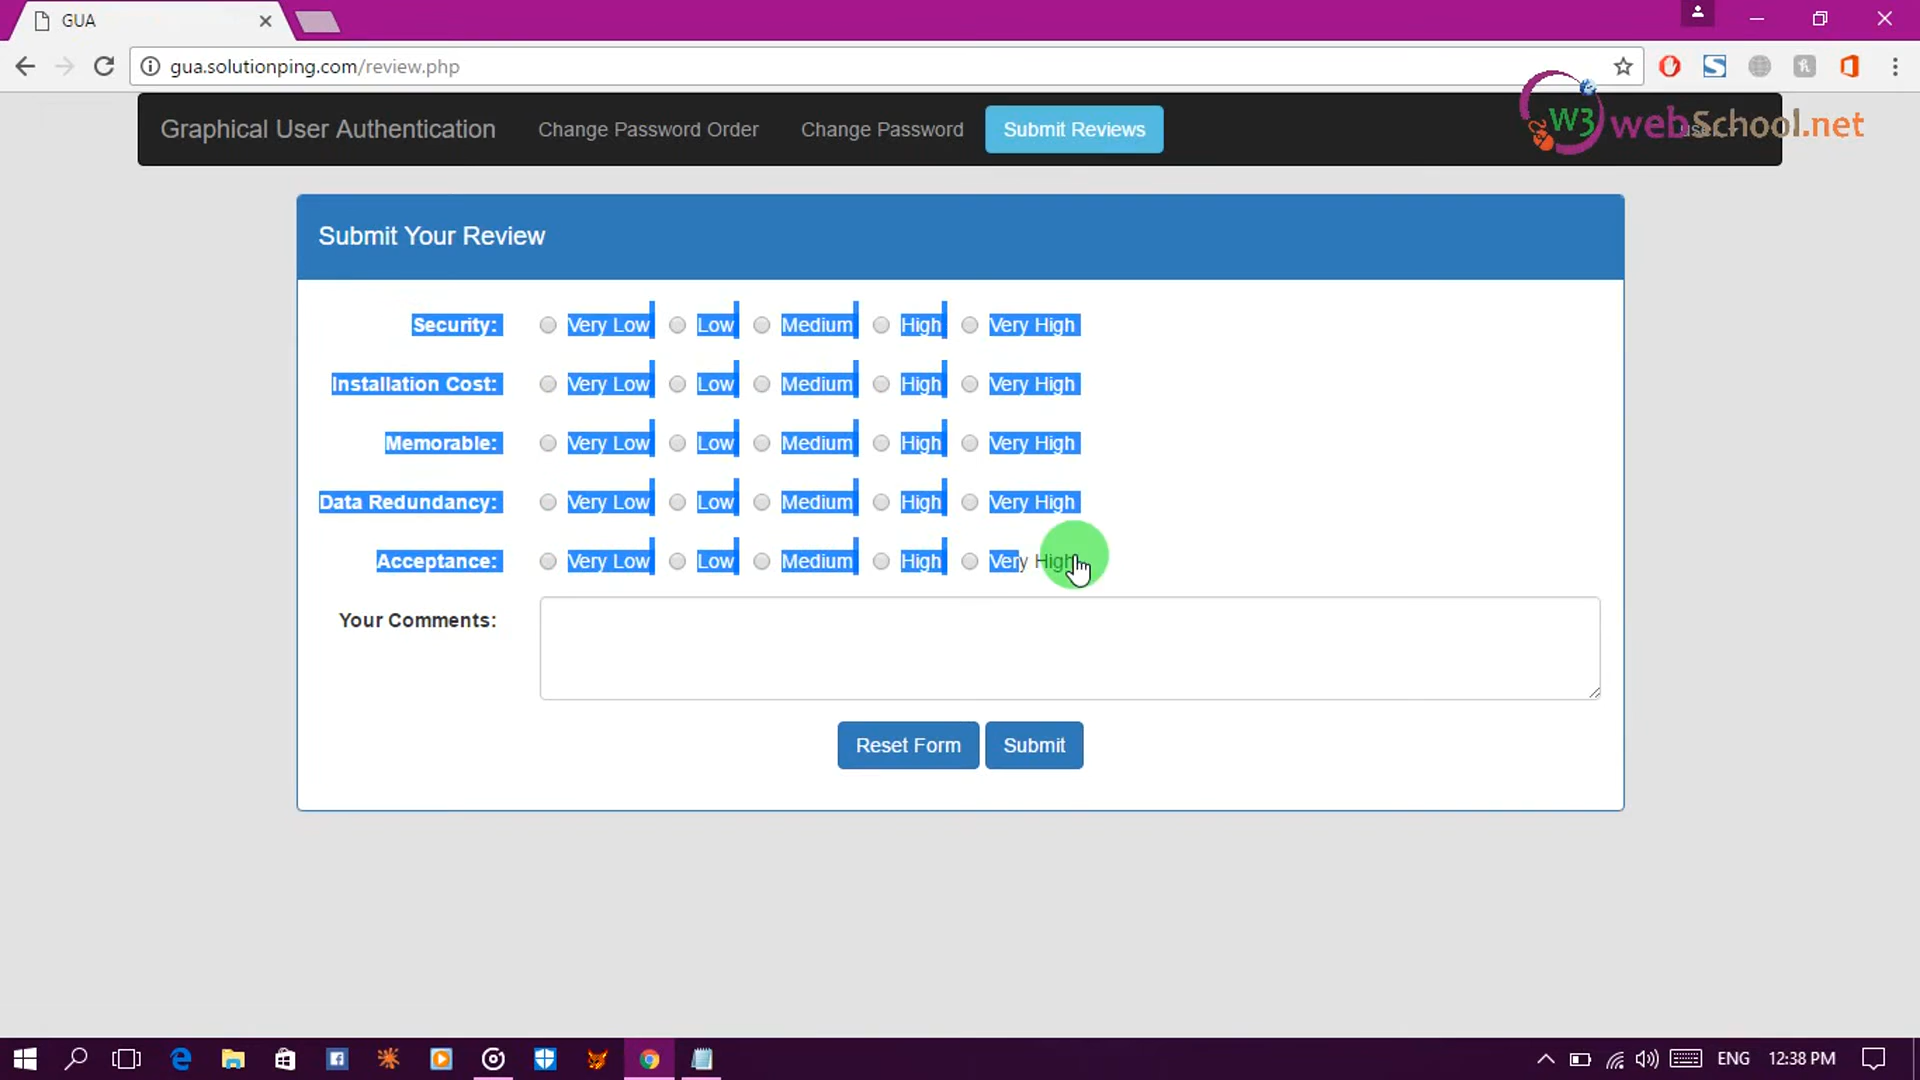 GUA
gua.solutionping.com/review.php
Graphical User Authentication Change Password Order Change Password Submit Reviews user
W3 webSchool.net
Submit Your Review
Security: Very Low Low Medium High Very High
Installation Cost: Very Low Low Medium High Very High
Memorable: Very Low Low Medium High Very High
Data Redundancy: Very Low Low Medium High Very High
Acceptance: Very Low Low Medium High Very High
Your Comments:
Reset Form Submit
ENG 12:38 PM